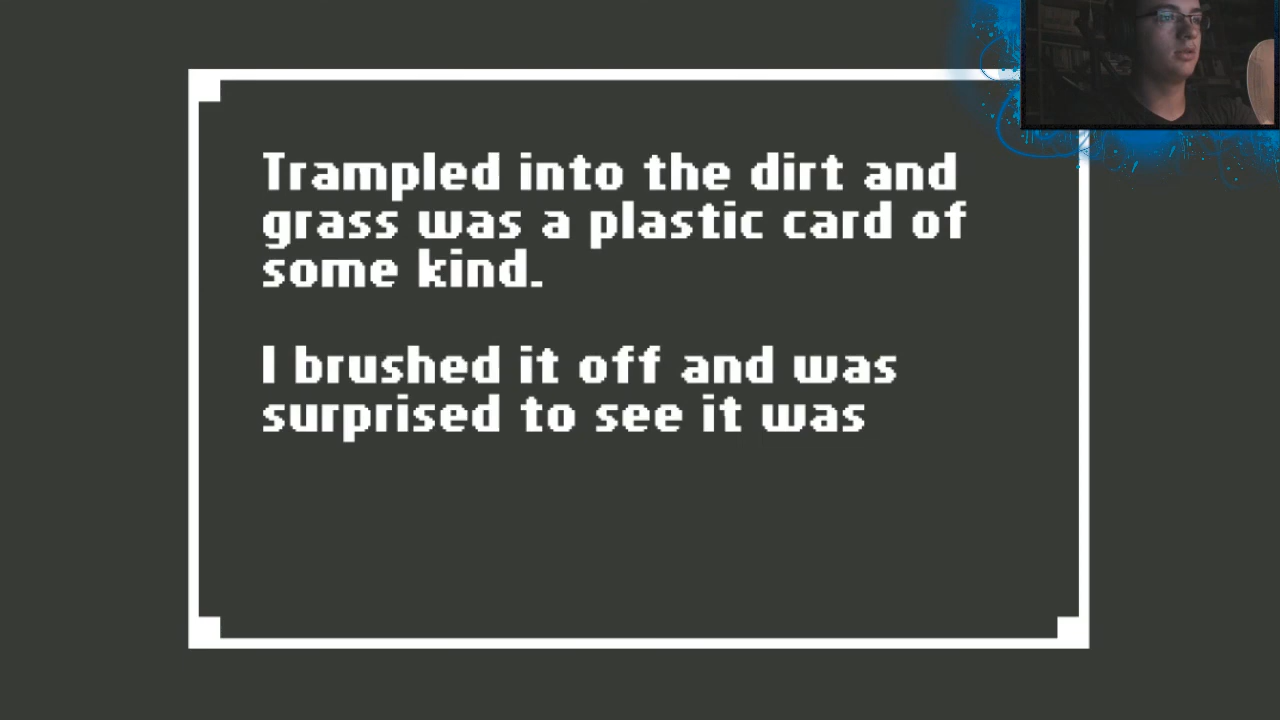 Trampled into the dirt and
grass was a plastic card of
some kind.
I brushed it off and was
surprised to see it was